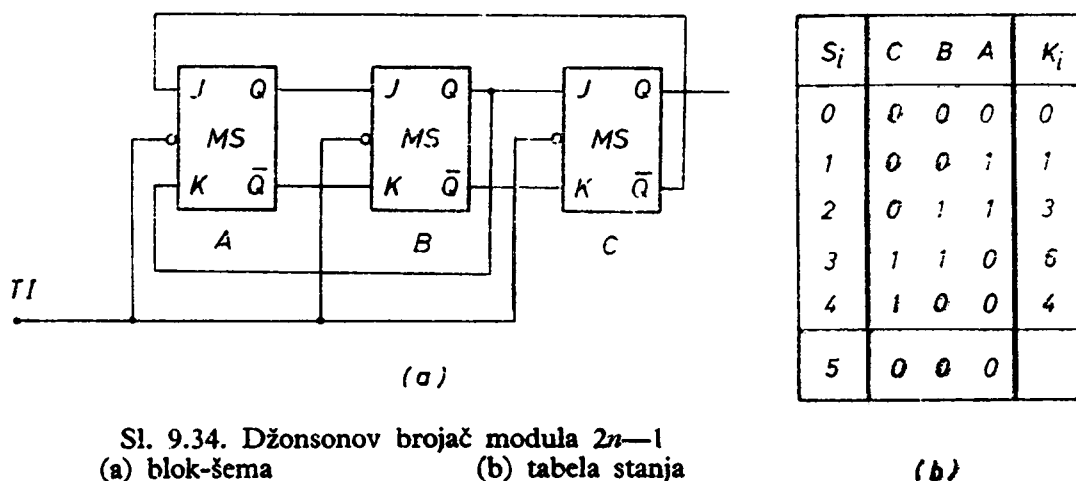 J Q J Q J Q
MS MS MS
K Q̄ K Q̄ K Q̄
A B C
TI
(a)
S_i C B A K_i
0 0 0 0 0
1 0 0 1 1
2 0 1 1 3
3 1 1 0 6
4 1 0 0 4
5 0 0 0
Sl. 9.34. Džonsonov brojač modula 2n—1
(a) blok-šema (b) tabela stanja
(b)